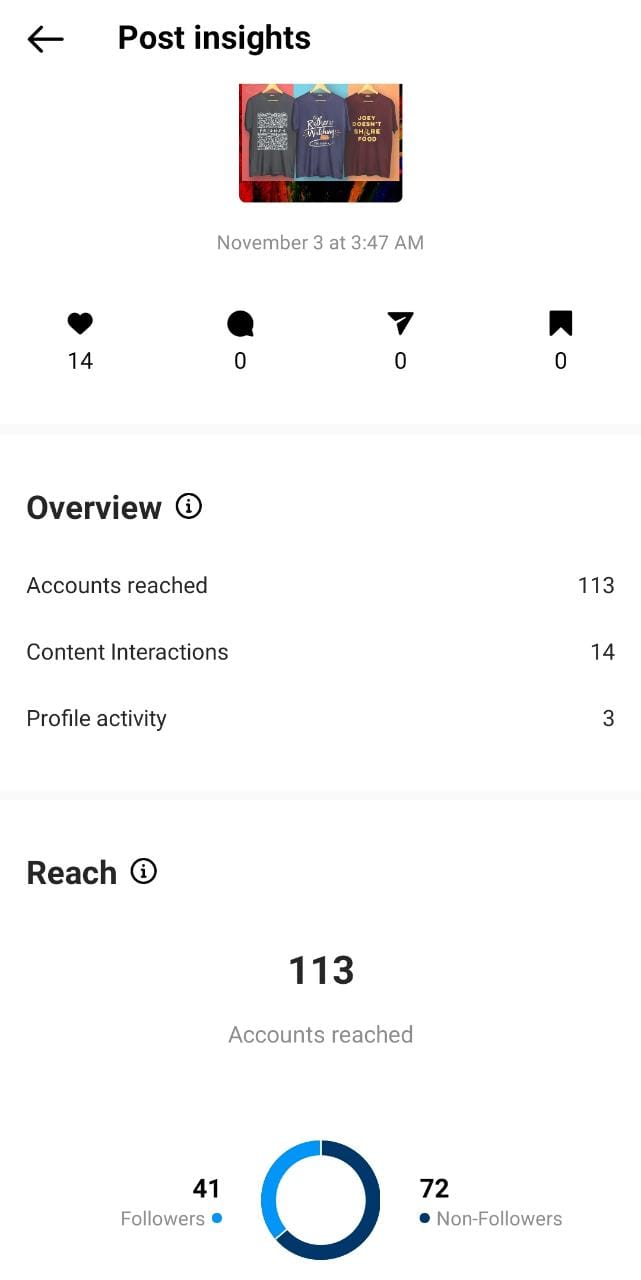 Post insights
F·R·I·E·N·D·S
JOEY
DOESN'T
SHARE
FOOD
November 3 at 3:47 AM
14
0
0
0
Overview
Accounts reached 113
Content Interactions 14
Profile activity 3
Reach
113
Accounts reached
41
Followers
72
Non-Followers